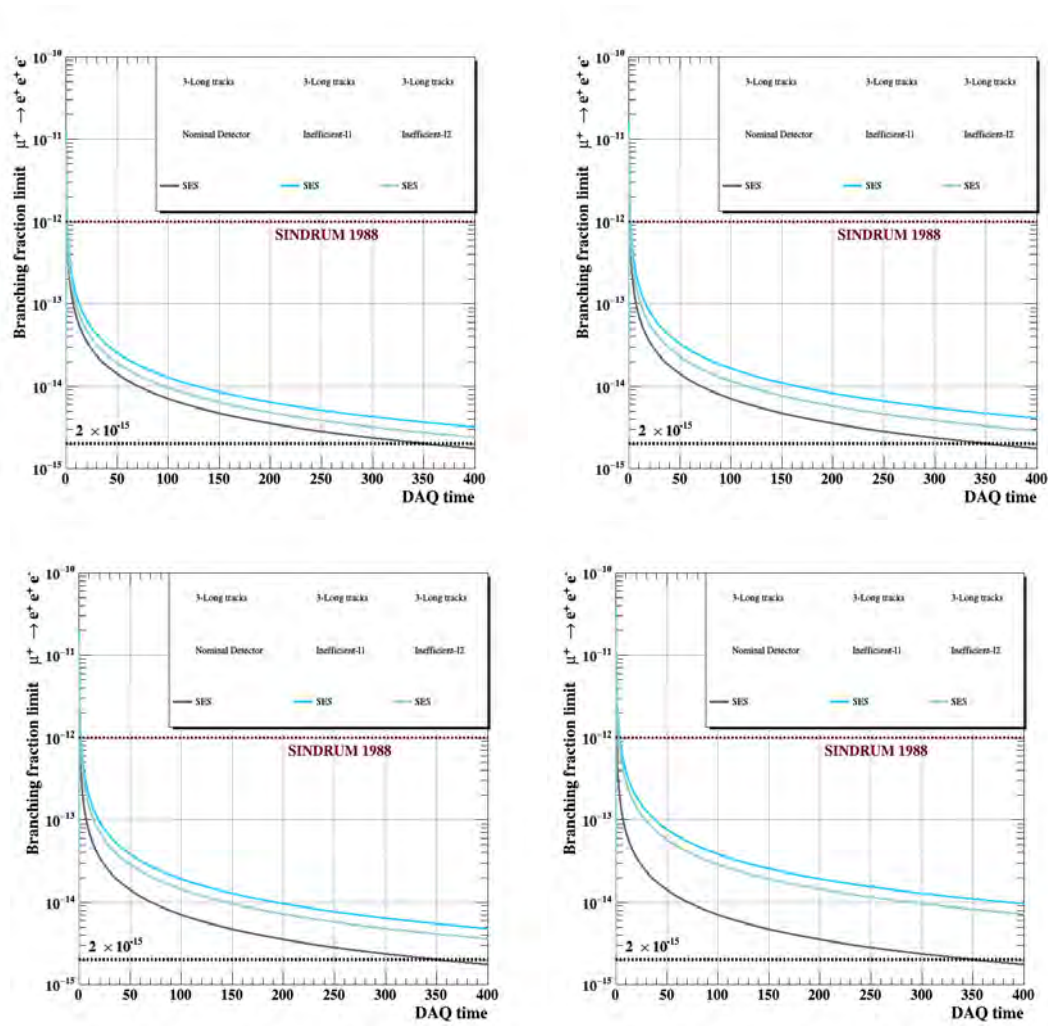 Branching fraction limit μ⁺ → e⁺ e⁺ e⁻
10⁻¹⁰
10⁻¹¹
10⁻¹²
10⁻¹³
10⁻¹⁴
10⁻¹⁵
3-Long tracks 3-Long tracks 3-Long tracks
Nominal Detector Inefficient-l1 Inefficient-l2
SES SES SES
SINDRUM 1988
2 ×10⁻¹⁵
0 50 100 150 200 250 300 350 400
DAQ time
Branching fraction limit μ⁺ → e⁺ e⁺ e⁻
10⁻¹⁰
10⁻¹¹
10⁻¹²
10⁻¹³
10⁻¹⁴
10⁻¹⁵
3-Long tracks 3-Long tracks 3-Long tracks
Nominal Detector Inefficient-l1 Inefficient-l2
SES SES SES
SINDRUM 1988
2 ×10⁻¹⁵
0 50 100 150 200 250 300 350 400
DAQ time
Branching fraction limit μ⁺ → e⁺ e⁺ e⁻
10⁻¹⁰
10⁻¹¹
10⁻¹²
10⁻¹³
10⁻¹⁴
10⁻¹⁵
3-Long tracks 3-Long tracks 3-Long tracks
Nominal Detector Inefficient-l1 Inefficient-l2
SES SES SES
SINDRUM 1988
2 ×10⁻¹⁵
0 50 100 150 200 250 300 350 400
DAQ time
Branching fraction limit μ⁺ → e⁺ e⁺ e⁻
10⁻¹⁰
10⁻¹¹
10⁻¹²
10⁻¹³
10⁻¹⁴
10⁻¹⁵
3-Long tracks 3-Long tracks 3-Long tracks
Nominal Detector Inefficient-l1 Inefficient-l2
SES SES SES
SINDRUM 1988
2 ×10⁻¹⁵
0 50 100 150 200 250 300 350 400
DAQ time